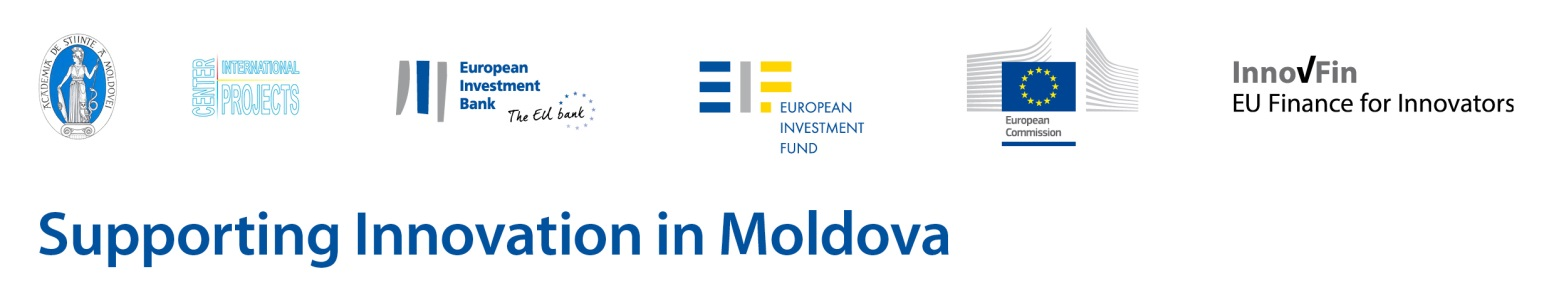 ACADEMIA DE ȘTIINȚE A MOLDOVEI
CENTER
INTERNATIONAL
PROJECTS
European
Investment
Bank
The EU bank
EUROPEAN
INVESTMENT
FUND
European
Commission
InnovFin
EU Finance for Innovators
Supporting Innovation in Moldova